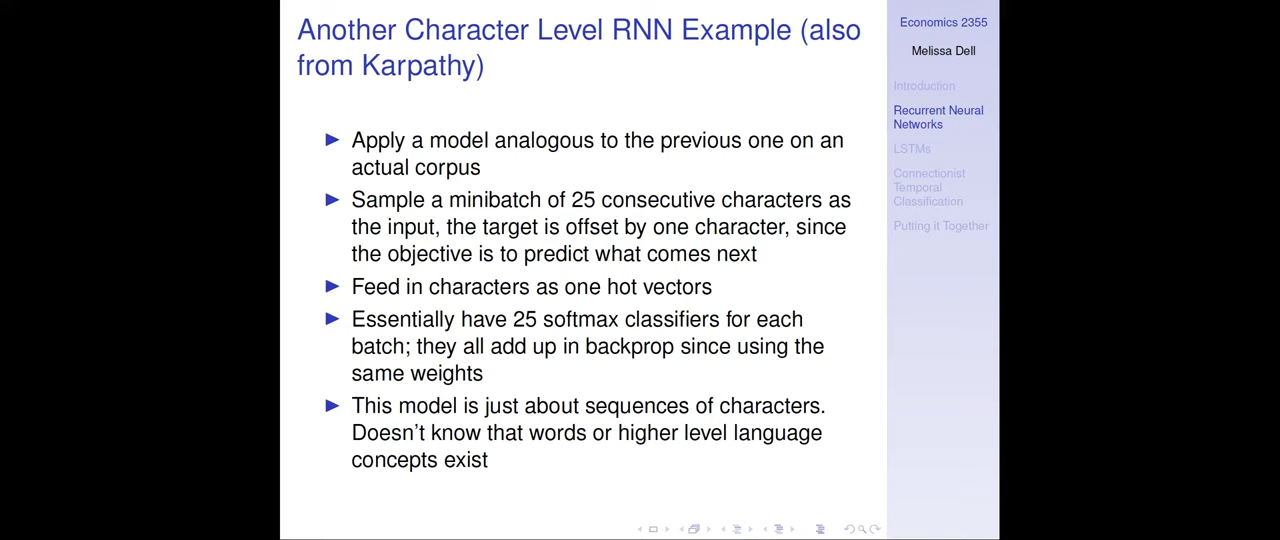 Another Character Level RNN Example (also
from Karpathy)
Apply a model analogous to the previous one on an
actual corpus
Sample a minibatch of 25 consecutive characters as
the input, the target is offset by one character, since
the objective is to predict what comes next
Feed in characters as one hot vectors
Essentially have 25 softmax classifiers for each
batch; they all add up in backprop since using the
same weights
This model is just about sequences of characters.
Doesn't know that words or higher level language
concepts exist
Economics 2355
Melissa Dell
Introduction
Recurrent Neural
Networks
LSTMs
Connectionist
Temporal
Classification
Putting it Together